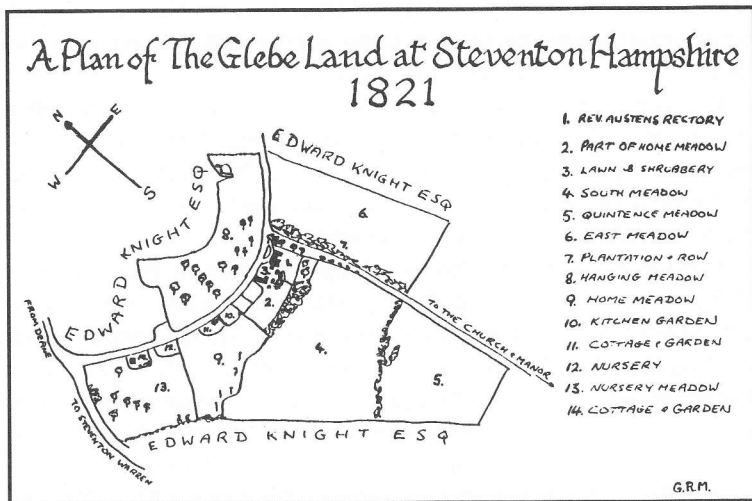 A Plan of The Glebe Land at Steventon Hampshire
1821
N
E
W
S
EDWARD KNIGHT ESQ
EDWARD KNIGHT ESQ
EDWARD KNIGHT ESQ
1. REV. AUSTENS RECTORY
2. PART OF HOME MEADOW
3. LAWN & SHRUBBERY
4. SOUTH MEADOW
5. QUINTENCE MEADOW
6. EAST MEADOW
7. PLANTATION & ROW
8. HANGING MEADOW
9. HOME MEADOW
10. KITCHEN GARDEN
11. COTTAGE & GARDEN
12. NURSERY
13. NURSERY MEADOW
14. COTTAGE & GARDEN
6.
7.
8.
2.
10.
11.
12.
9.
4.
13.
5.
FROM DEANE
TO STEVENTON WARREN
TO THE CHURCH & MANOR
G.R.M.